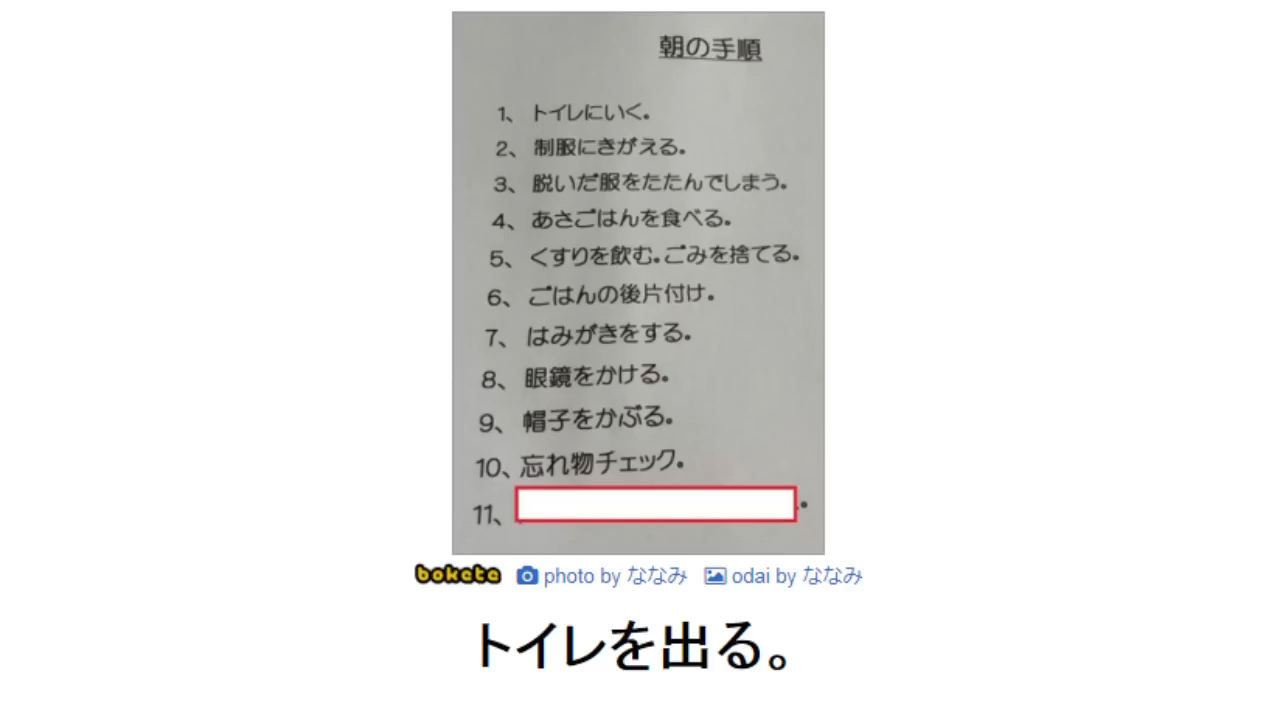 朝の手順
1、トイレにいく。
2、制服にきがえる。
3、脱いだ服をたたんでしまう。
4、あさごはんを食べる。
5、くすりを飲む。ごみを捨てる。
6、ごはんの後片付け。
7、はみがきをする。
8、眼鏡をかける。
9、帽子をかぶる。
10、忘れ物チェック。
11、 。
bokete photo by ななみ odai by ななみ
トイレを出る。